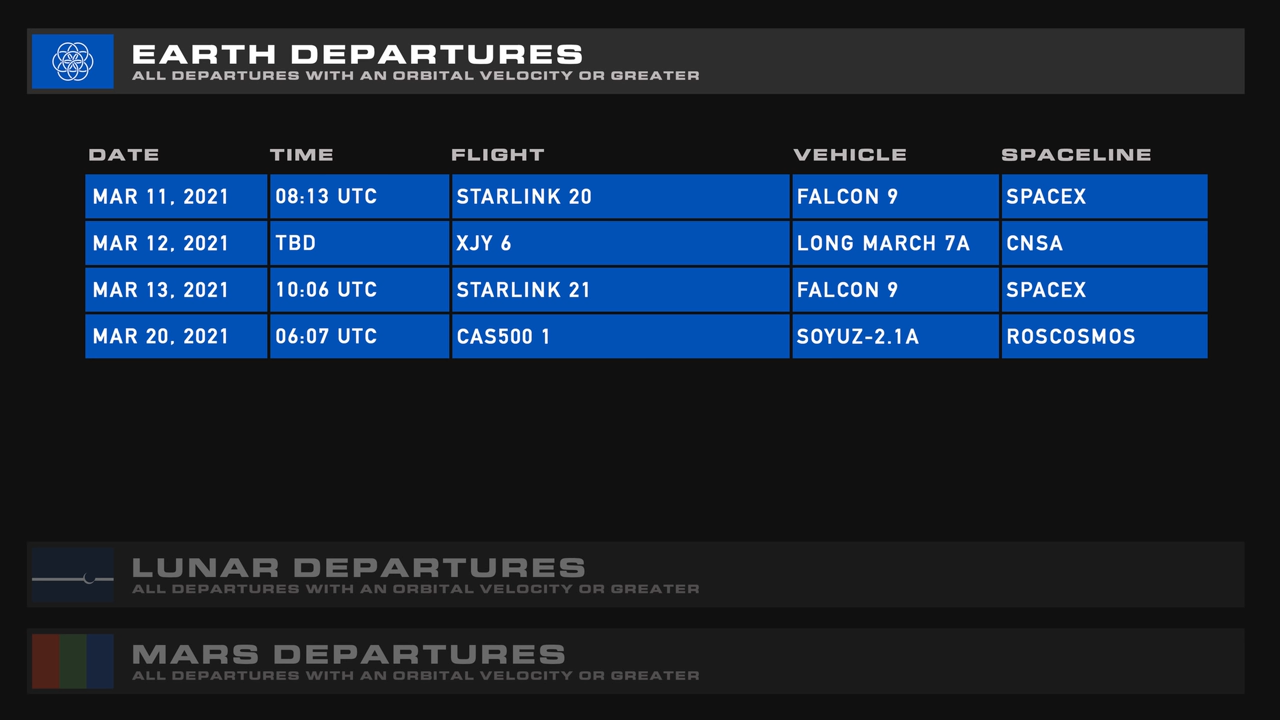 EARTH DEPARTURES
ALL DEPARTURES WITH AN ORBITAL VELOCITY OR GREATER
DATE TIME FLIGHT VEHICLE SPACELINE
MAR 11, 2021 08:13 UTC STARLINK 20 FALCON 9 SPACEX
MAR 12, 2021 TBD XJY 6 LONG MARCH 7A CNSA
MAR 13, 2021 10:06 UTC STARLINK 21 FALCON 9 SPACEX
MAR 20, 2021 06:07 UTC CAS500 1 SOYUZ-2.1A ROSCOSMOS
LUNAR DEPARTURES
ALL DEPARTURES WITH AN ORBITAL VELOCITY OR GREATER
MARS DEPARTURES
ALL DEPARTURES WITH AN ORBITAL VELOCITY OR GREATER